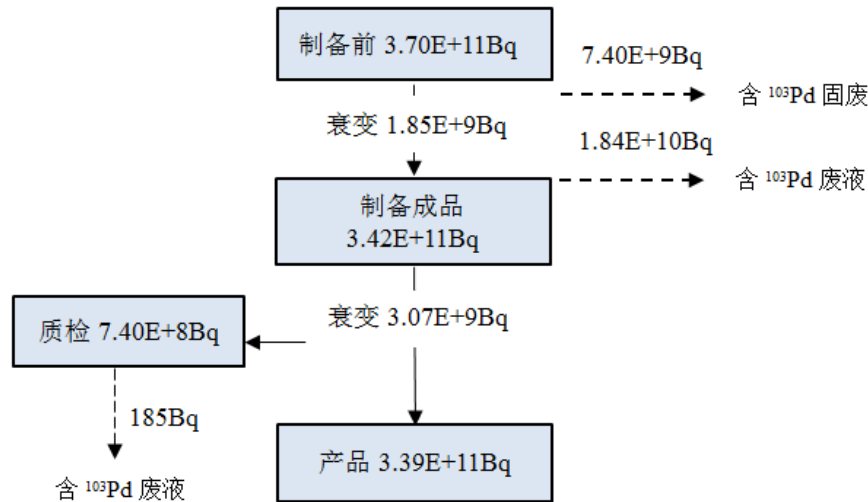 制备前 3.70E+11Bq
7.40E+9Bq
含 ¹⁰³Pd 固废
衰变 1.85E+9Bq
1.84E+10Bq
含 ¹⁰³Pd 废液
制备成品
3.42E+11Bq
衰变 3.07E+9Bq
质检 7.40E+8Bq
185Bq
产品 3.39E+11Bq
含 ¹⁰³Pd 废液